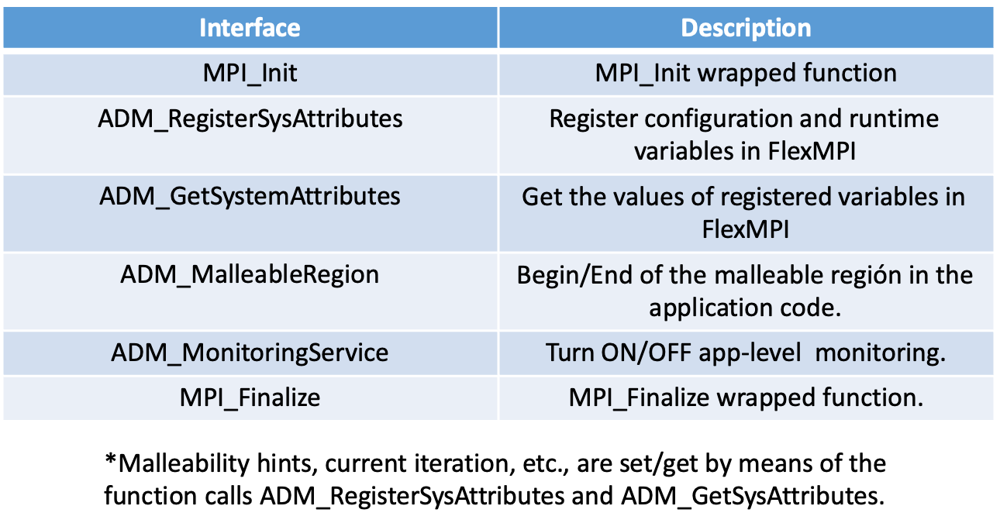 Interface
Description
MPI_Init
MPI_Init wrapped function
ADM_RegisterSysAttributes
Register configuration and runtime
variables in FlexMPI
ADM_GetSystemAttributes
Get the values of registered variables in
FlexMPI
ADM_MalleableRegion
Begin/End of the malleable región in the
application code.
ADM_MonitoringService
Turn ON/OFF app-level  monitoring.
MPI_Finalize
MPI_Finalize wrapped function.
*Malleability hints, current iteration, etc., are set/get by means of the
function calls ADM_RegisterSysAttributes and ADM_GetSysAttributes.